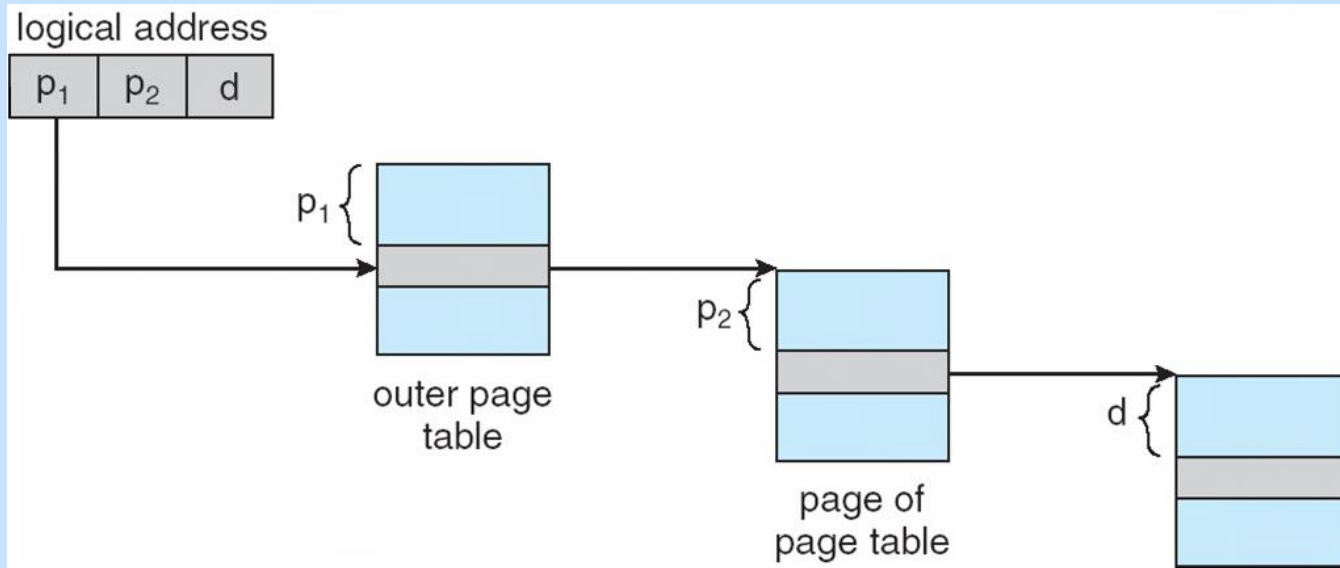 logical address
p₁ p₂ d
p₁
outer page
table
p₂
page of
page table
d